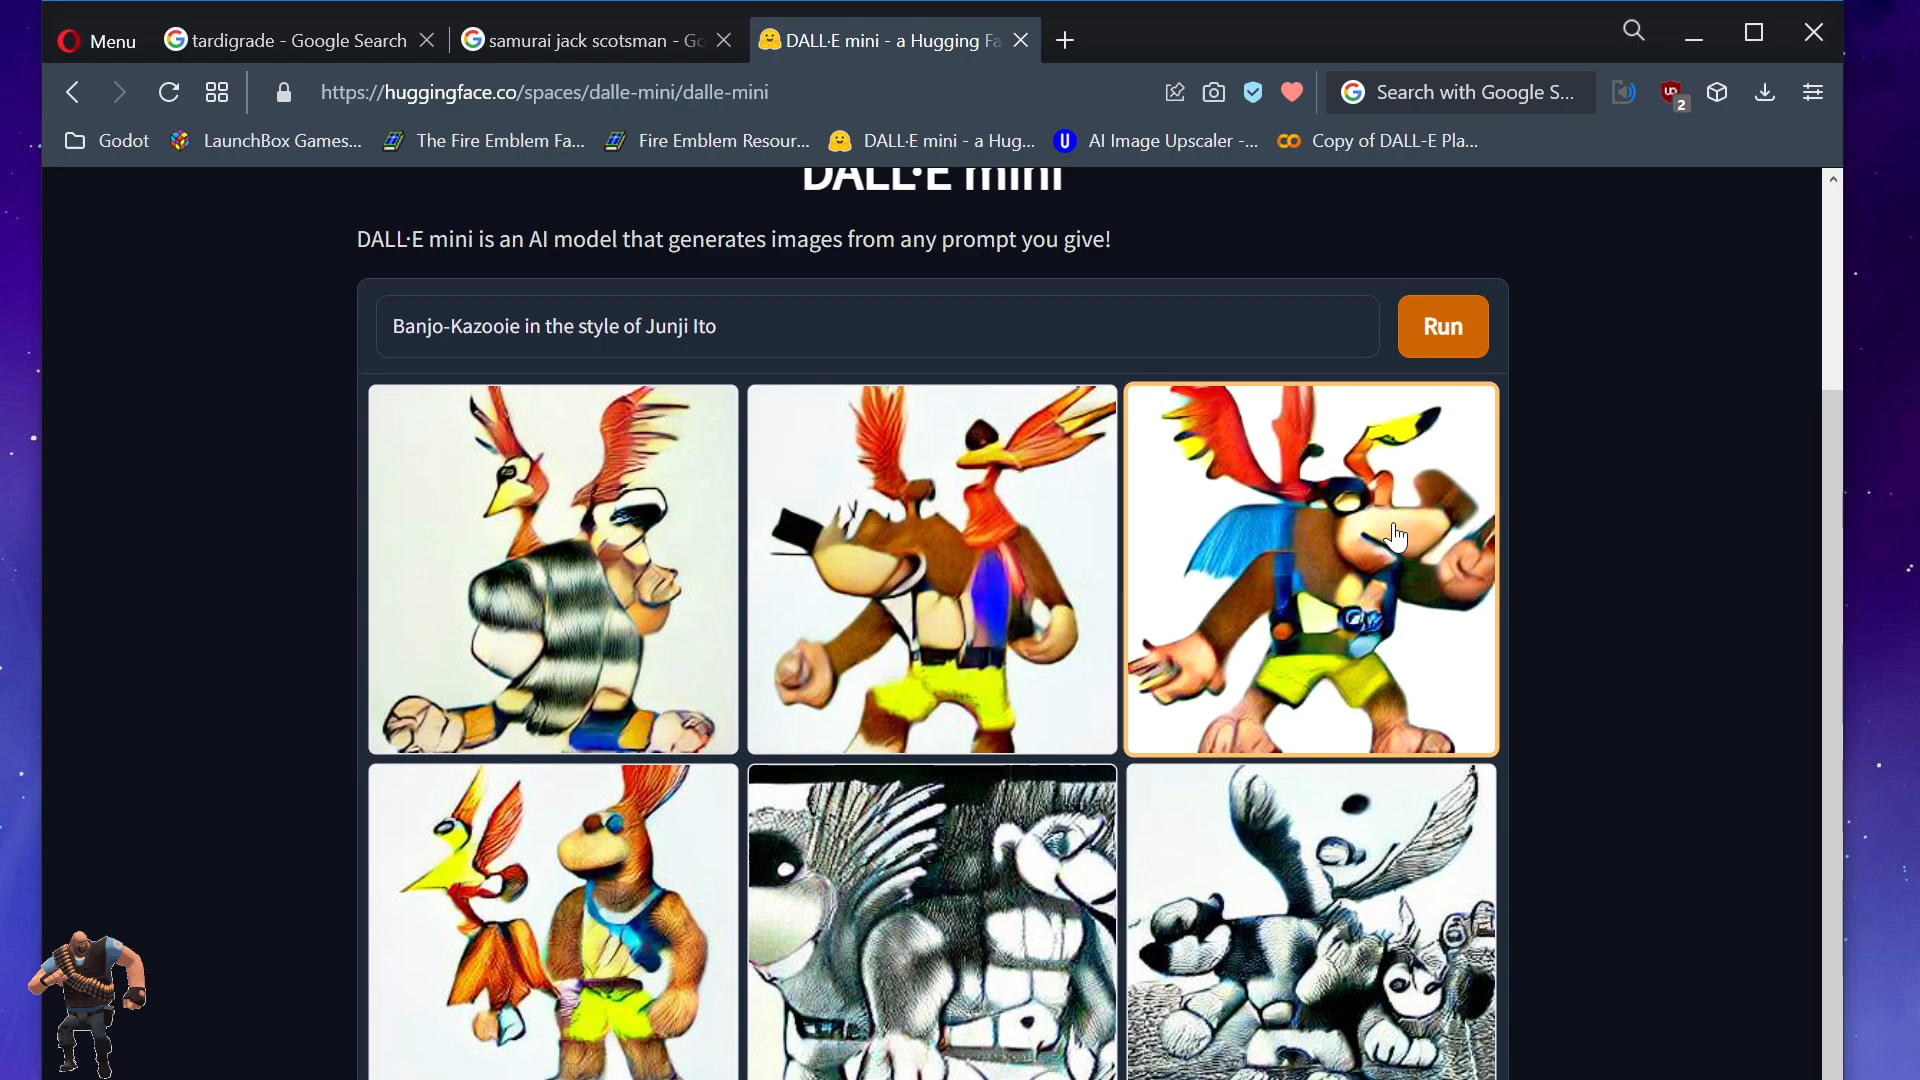 Menu
tardigrade - Google Search
samurai jack scotsman - Go
DALL·E mini - a Hugging Fa
https://huggingface.co/spaces/dalle-mini/dalle-mini
Search with Google S...
2
Godot
LaunchBox Games...
The Fire Emblem Fa...
Fire Emblem Resour...
DALL·E mini - a Hug...
U
AI Image Upscaler -...
Copy of DALL-E Pla...
DALL·E mini
DALL·E mini is an AI model that generates images from any prompt you give!
Banjo-Kazooie in the style of Junji Ito
Run